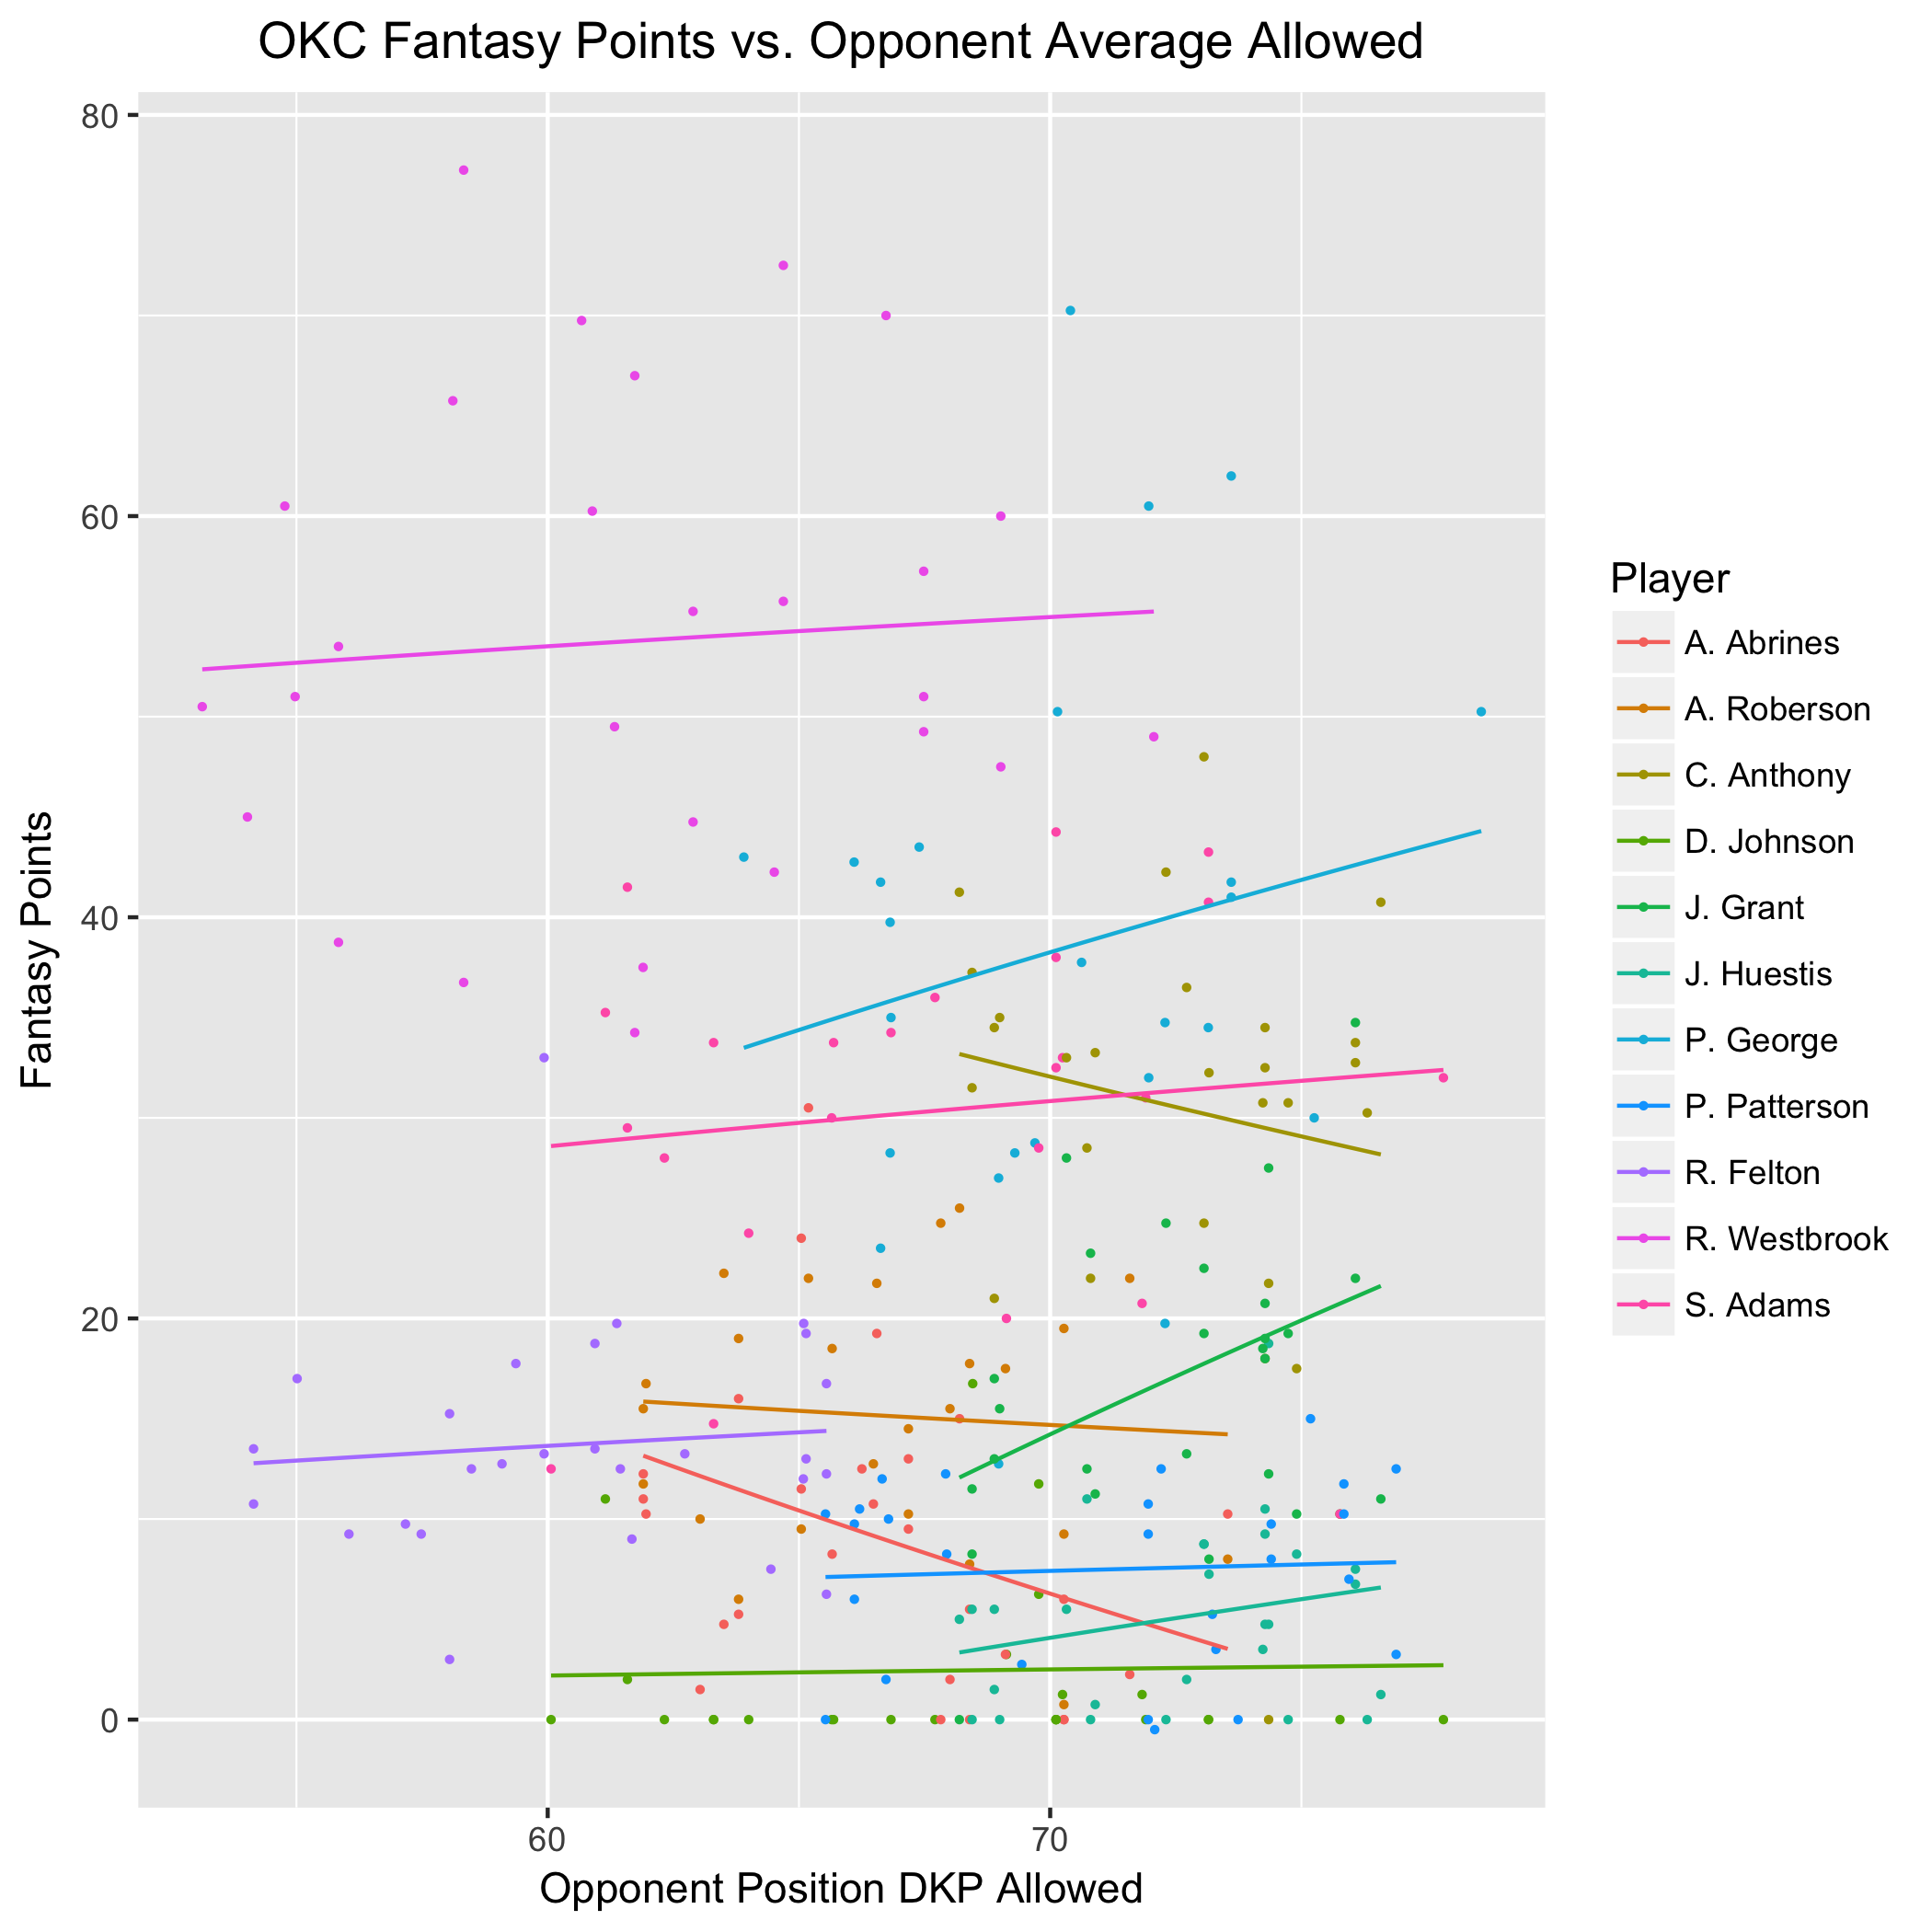 OKC Fantasy Points vs. Opponent Average Allowed
80
60
40
20
0
Fantasy Points
60
70
Opponent Position DKP Allowed
Player
A. Abrines
A. Roberson
C. Anthony
D. Johnson
J. Grant
J. Huestis
P. George
P. Patterson
R. Felton
R. Westbrook
S. Adams